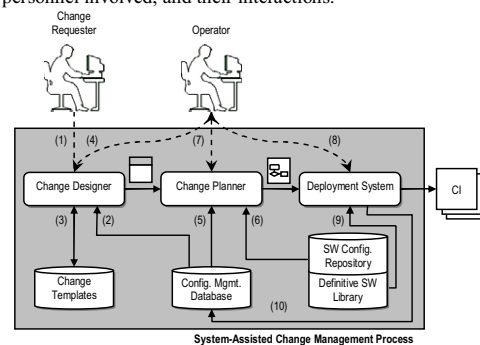 personnel involved, and their interactions.
Change
Requester
Operator
(1)
(4)
(7)
(8)
Change Designer
Change Planner
Deployment System
CI
(3)
(2)
(5)
(6)
(9)
SW Config.
Repository
Change
Templates
Config. Mgmt.
Database
Definitive SW
Library
(10)
System-Assisted Change Management Process